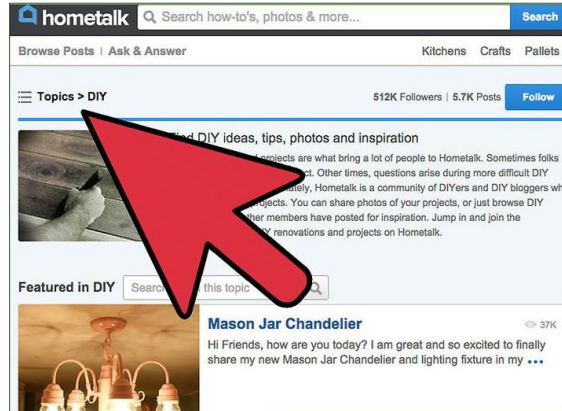 hometalk Search how-to's, photos & more... Search
Browse Posts | Ask & Answer Kitchens Crafts Pallets
Topics > DIY 512K Followers | 5.7K Posts Follow
DIY ideas, tips, photos and inspiration
projects are what bring a lot of people to Hometalk. Sometimes folks
Other times, questions arise during more difficult DIY
Hometalk is a community of DIYers and DIY bloggers
You can share photos of your projects, or just browse DIY
members have posted for inspiration. Jump in and join the
renovations and projects on Hometalk.
Featured in DIY this topic
Mason Jar Chandelier 37K
Hi Friends, how are you today? I am great and so excited to finally
share my new Mason Jar Chandelier and lighting fixture in my •••